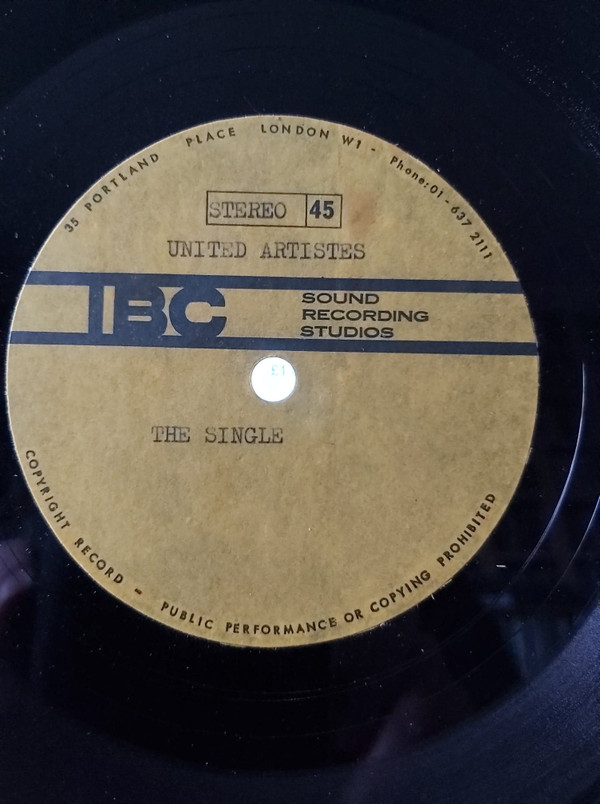 35 PORTLAND PLACE LONDON W1 - Phone: 01 - 637 2111
STEREO 45
UNITED ARTISTES
IBC
SOUND
RECORDING
STUDIOS
£1
THE SINGLE
COPYRIGHT RECORD - PUBLIC PERFORMANCE OR COPYING PROHIBITED